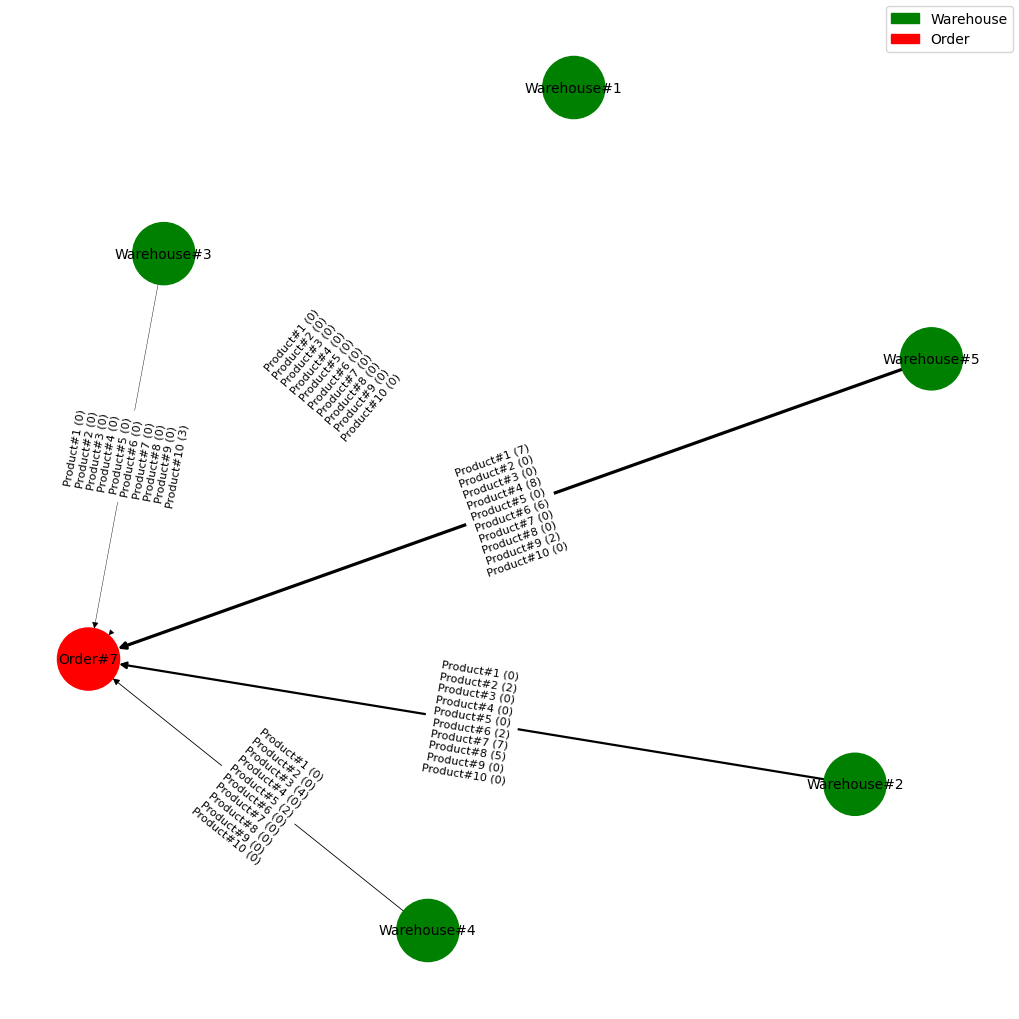 Warehouse
Order
Warehouse#1
Warehouse#3
Product#1 (0)
Product#2 (0)
Product#3 (0)
Product#4 (0)
Product#5 (0)
Product#6 (0)
Product#7 (0)
Product#8 (0)
Product#9 (0)
Product#10 (0)
Warehouse#5
Product#1 (0)
Product#2 (0)
Product#3 (0)
Product#4 (0)
Product#5 (0)
Product#6 (0)
Product#7 (0)
Product#8 (0)
Product#9 (0)
Product#10 (3)
Product#1 (7)
Product#2 (0)
Product#3 (0)
Product#4 (8)
Product#5 (0)
Product#6 (6)
Product#7 (0)
Product#8 (0)
Product#9 (2)
Product#10 (0)
Order#7
Product#1 (0)
Product#2 (2)
Product#3 (0)
Product#4 (0)
Product#5 (0)
Product#6 (2)
Product#7 (7)
Product#8 (5)
Product#9 (0)
Product#10 (0)
Product#1 (0)
Product#2 (0)
Product#3 (4)
Product#4 (0)
Product#5 (2)
Product#6 (0)
Product#7 (0)
Product#8 (0)
Product#9 (0)
Product#10 (0)
Warehouse#2
Warehouse#4